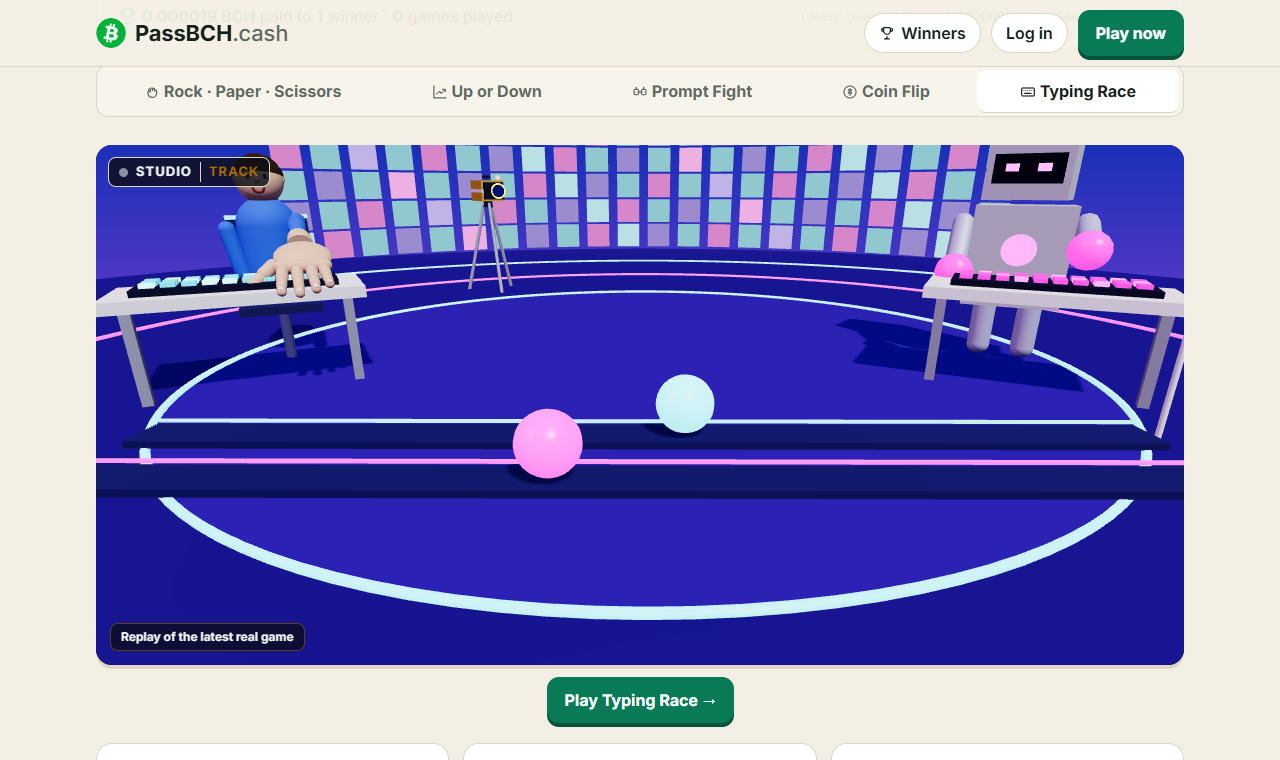 0.000019 BCH paid to 1 winner · 0 games played
PassBCH.cash
Winners
Log in
Play now
Rock · Paper · Scissors
Up or Down
Prompt Fight
Coin Flip
Typing Race
STUDIO | TRACK
Replay of the latest real game
Play Typing Race →